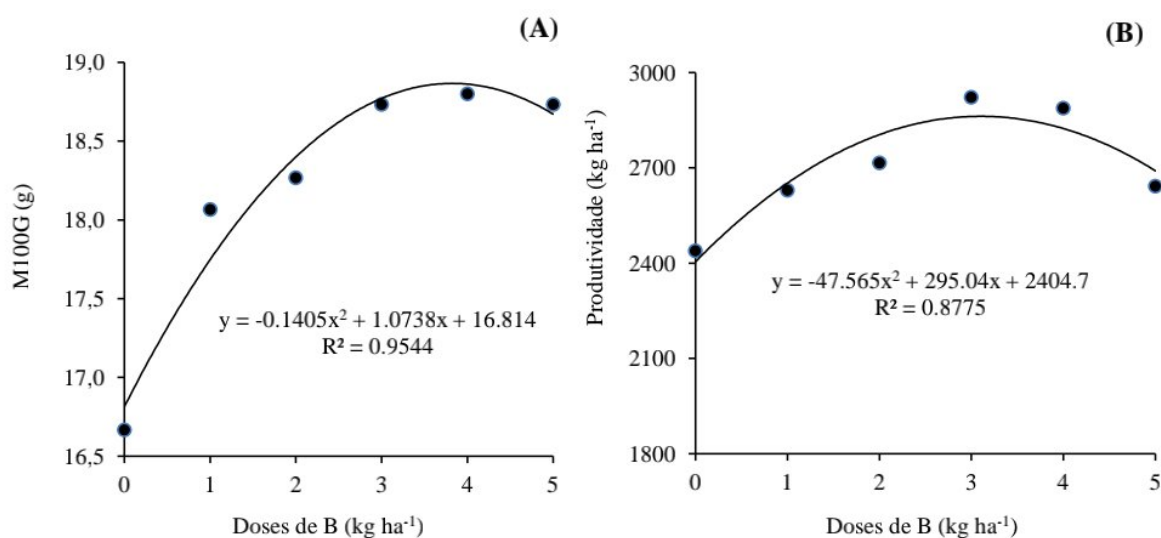 (A)
19,0
18,5
18,0
17,5
17,0
16,5
M100G (g)
y = -0.1405x² + 1.0738x + 16.814
R² = 0.9544
0 1 2 3 4 5
Doses de B (kg ha⁻¹)
(B)
3000
2700
2400
2100
1800
Produtividade (kg ha⁻¹)
y = -47.565x² + 295.04x + 2404.7
R² = 0.8775
0 1 2 3 4 5
Doses de B (kg ha⁻¹)